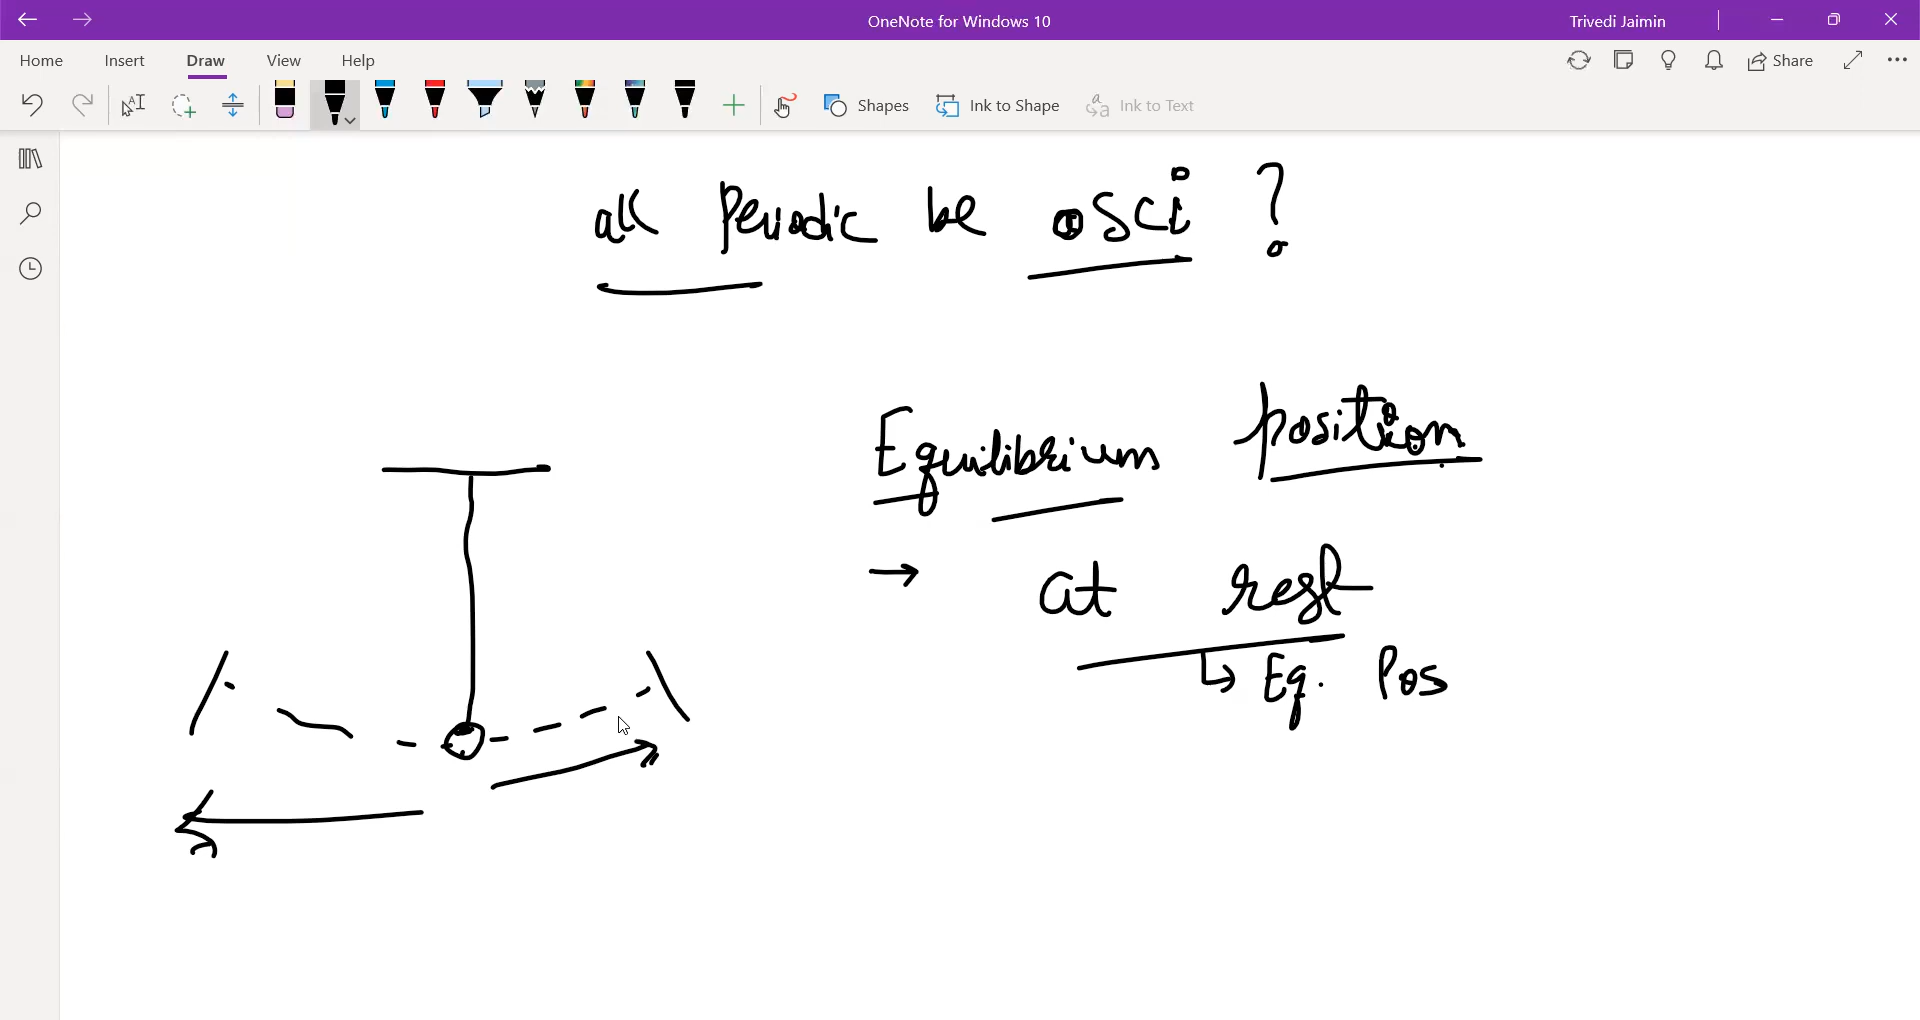 OneNote for Windows 10
Trivedi Jaimin
Home Insert Draw View Help
Share
Shapes Ink to Shape Ink to Text
all Periodic be osci ?
Equilibrium position
→ at rest
↳ Eq. Pos